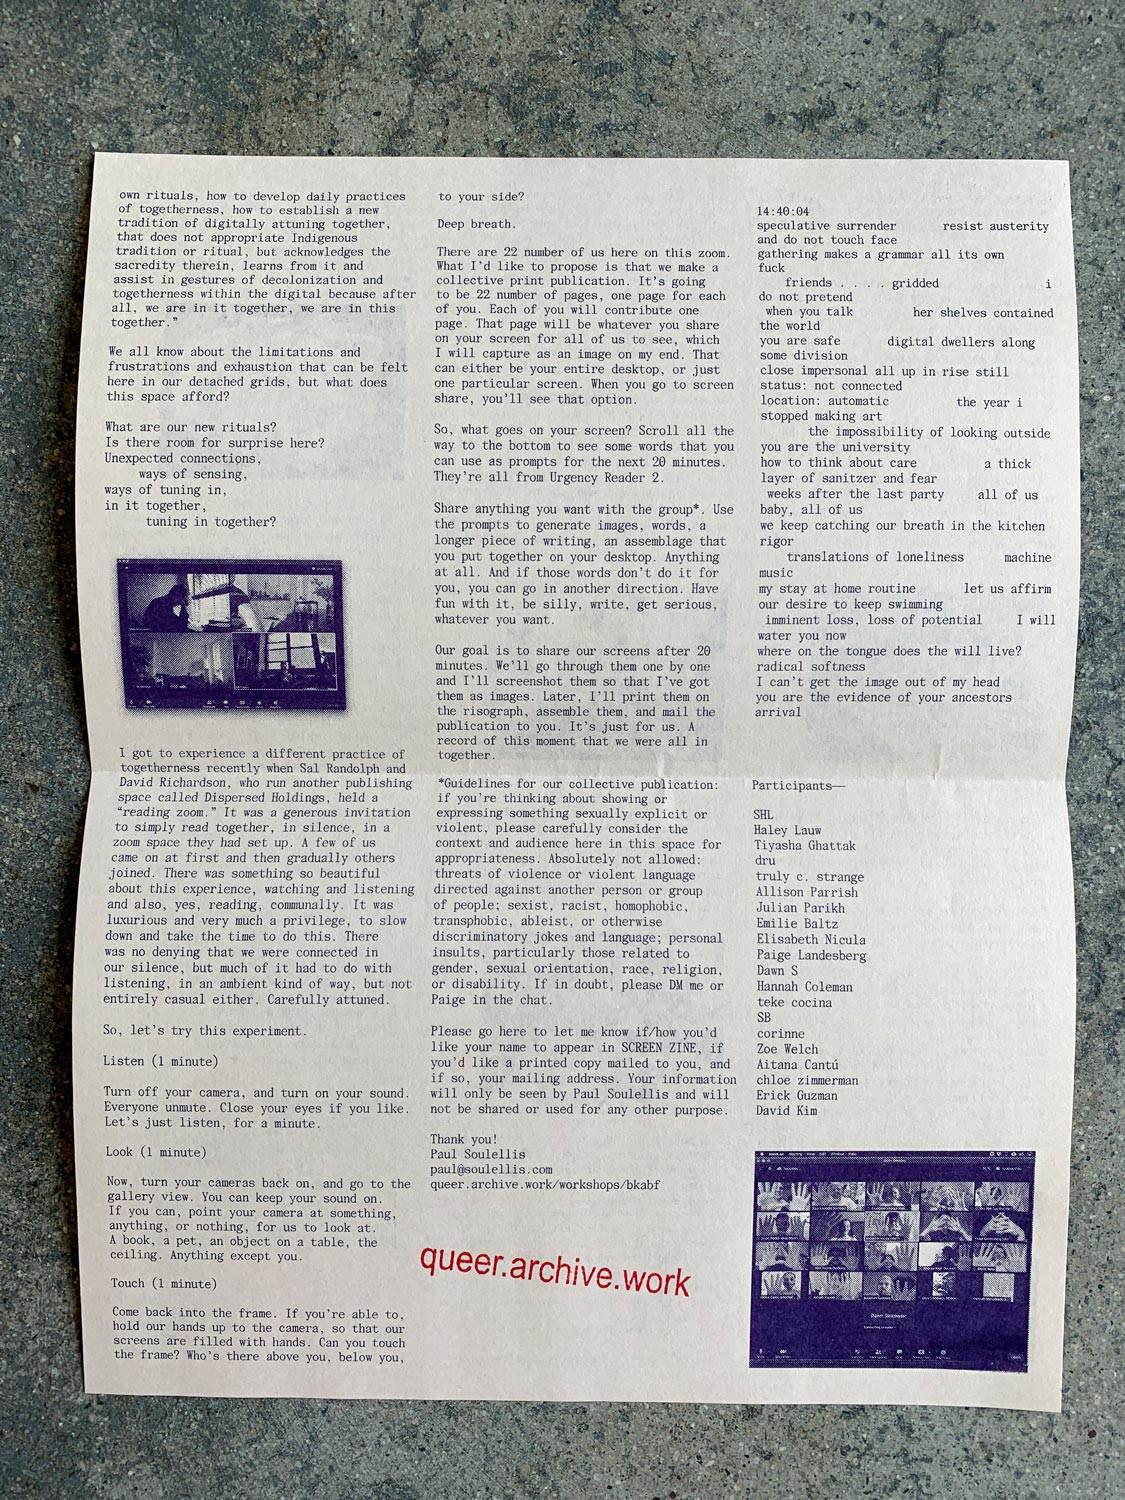 own rituals, how to develop daily practices
of togetherness, how to establish a new
tradition of digitally attuning together,
that does not appropriate Indigenous
tradition or ritual, but acknowledges the
sacredity therein, learns from it and
assist in gestures of decolonization and
togetherness within the digital because after
all, we are in it together, we are in this
together.”
We all know about the limitations and
frustrations and exhaustion that can be felt
here in our detached grids, but what does
this space afford?
What are our new rituals?
Is there room for surprise here?
Unexpected connections,
ways of sensing,
ways of tuning in,
in it together,
tuning in together?
I got to experience a different practice of
togetherness recently when Sal Randolph and
David Richardson, who run another publishing
space called Dispersed Holdings, held a
“reading zoom.” It was a generous invitation
to simply read together, in silence, in a
zoom space they had set up. A few of us
came on at first and then gradually others
joined. There was something so beautiful
about this experience, watching and listening
and also, yes, reading, communally. It was
luxurious and very much a privilege, to slow
down and take the time to do this. There
was no denying that we were connected in
our silence, but much of it had to do with
listening, in an ambient kind of way, but not
entirely casual either. Carefully attuned.
So, let’s try this experiment.
Listen (1 minute)
Turn off your camera, and turn on your sound.
Everyone unmute. Close your eyes if you like.
Let’s just listen, for a minute.
Look (1 minute)
Now, turn your cameras back on, and go to the
gallery view. You can keep your sound on.
If you can, point your camera at something,
anything, or nothing, for us to look at.
A book, a pet, an object on a table, the
ceiling. Anything except you.
Touch (1 minute)
Come back into the frame. If you’re able to,
hold our hands up to the camera, so that our
screens are filled with hands. Can you touch
the frame? Who’s there above you, below you,
to your side?
Deep breath.
There are 22 number of us here on this zoom.
What I’d like to propose is that we make a
collective print publication. It’s going
to be 22 number of pages, one page for each
of you. Each of you will contribute one
page. That page will be whatever you share
on your screen for all of us to see, which
I will capture as an image on my end. That
can either be your entire desktop, or just
one particular screen. When you go to screen
share, you’ll see that option.
So, what goes on your screen? Scroll all the
way to the bottom to see some words that you
can use as prompts for the next 20 minutes.
They’re all from Urgency Reader 2.
Share anything you want with the group*. Use
the prompts to generate images, words, a
longer piece of writing, an assemblage that
you put together on your desktop. Anything
at all. And if those words don’t do it for
you, you can go in another direction. Have
fun with it, be silly, write, get serious,
whatever you want.
Our goal is to share our screens after 20
minutes. We’ll go through them one by one
and I’ll screenshot them so that I’ve got
them as images. Later, I’ll print them on
the risograph, assemble them, and mail the
publication to you. It’s just for us. A
record of this moment that we were all in
together.
*Guidelines for our collective publication:
if you’re thinking about showing or
expressing something sexually explicit or
violent, please carefully consider the
context and audience here in this space for
appropriateness. Absolutely not allowed:
threats of violence or violent language
directed against another person or group
of people; sexist, racist, homophobic,
transphobic, ableist, or otherwise
discriminatory jokes and language; personal
insults, particularly those related to
gender, sexual orientation, race, religion,
or disability. If in doubt, please DM me or
Paige in the chat.
Please go here to let me know if/how you’d
like your name to appear in SCREEN ZINE, if
you’d like a printed copy mailed to you, and
if so, your mailing address. Your information
will only be seen by Paul Soulellis and will
not be shared or used for any other purpose.
Thank you!
Paul Soulellis
paul@soulellis.com
queer.archive.work/workshops/bkabf
queer.archive.work
14:40:04
speculative surrender resist austerity
and do not touch face
gathering makes a grammar all its own
fuck
friends . . . . gridded i
do not pretend
when you talk her shelves contained
the world
you are safe digital dwellers along
some division
close impersonal all up in rise still
status: not connected
location: automatic the year i
stopped making art
the impossibility of looking outside
you are the university
how to think about care a thick
layer of sanitzer and fear
weeks after the last party all of us
baby, all of us
we keep catching our breath in the kitchen
rigor
translations of loneliness machine
music
my stay at home routine let us affirm
our desire to keep swimming
imminent loss, loss of potential I will
water you now
where on the tongue does the will live?
radical softness
I can’t get the image out of my head
you are the evidence of your ancestors
arrival
Participants—
SHL
Haley Lauw
Tiyasha Ghattak
dru
truly c. strange
Allison Parrish
Julian Parikh
Emilie Baltz
Elisabeth Nicula
Paige Landesberg
Dawn S
Hannah Coleman
teke cocina
SB
corinne
Zoe Welch
Aitana Cantú
chloe zimmerman
Erick Guzman
David Kim